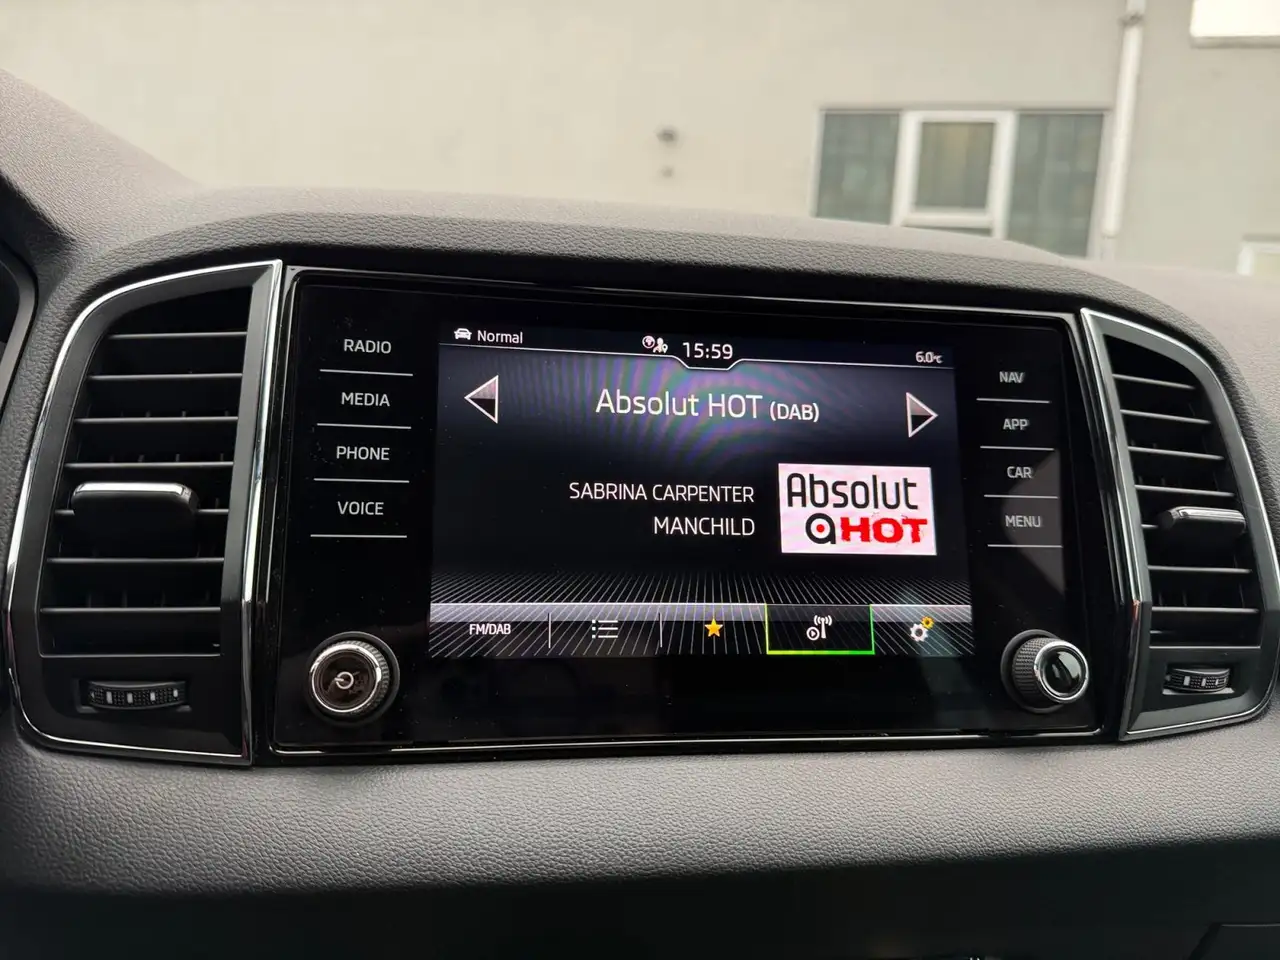 Normal
15:59
6.0°C
Absolut HOT (DAB)
SABRINA CARPENTER
MANCHILD
Absolut
HOT
FM/DAB
RADIO
MEDIA
PHONE
VOICE
NAV
APP
CAR
MENU